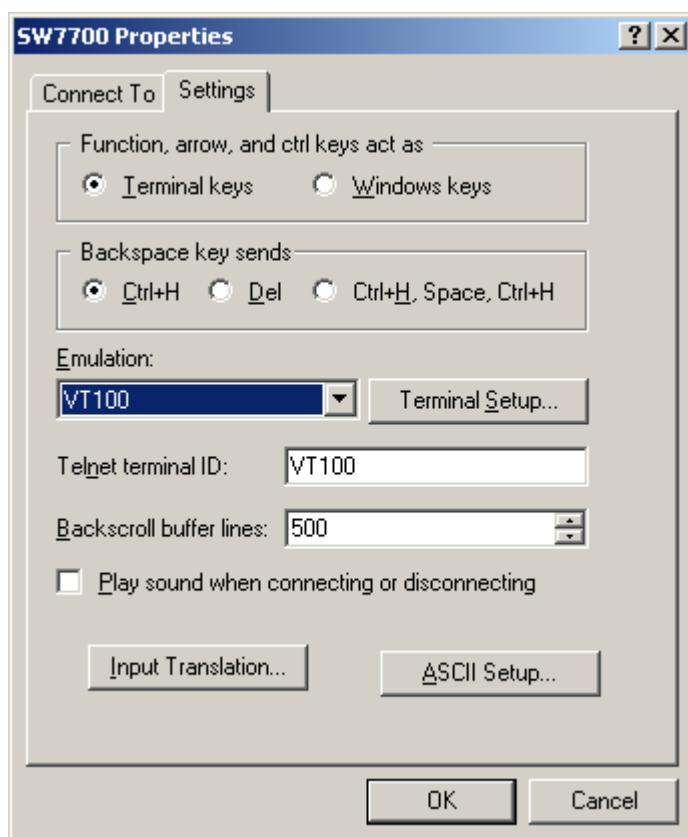 SW7700 Properties
Connect To Settings
Function, arrow, and ctrl keys act as
Terminal keys Windows keys
Backspace key sends
Ctrl+H Del Ctrl+H, Space, Ctrl+H
Emulation:
VT100 Terminal Setup...
Telnet terminal ID: VT100
Backscroll buffer lines: 500
Play sound when connecting or disconnecting
Input Translation... ASCII Setup...
OK Cancel